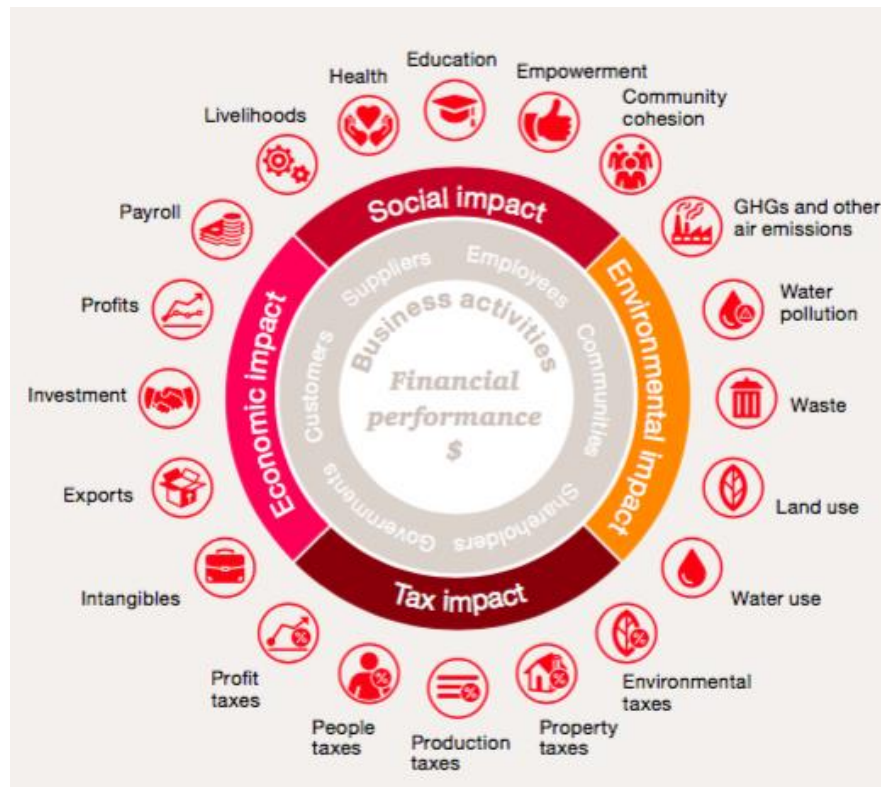 Education
Health
Empowerment
Livelihoods
Community
cohesion
Payroll
GHGs and other
air emissions
Profits
Water
pollution
Investment
Waste
Exports
Land use
Intangibles
Water use
Profit
taxes
Environmental
taxes
People
taxes
Production
taxes
Property
taxes
Social impact
Environmental impact
Tax impact
Economic impact
Suppliers
Employees
Communities
Shareholders
Governments
Customers
Business activities
Financial
performance
$